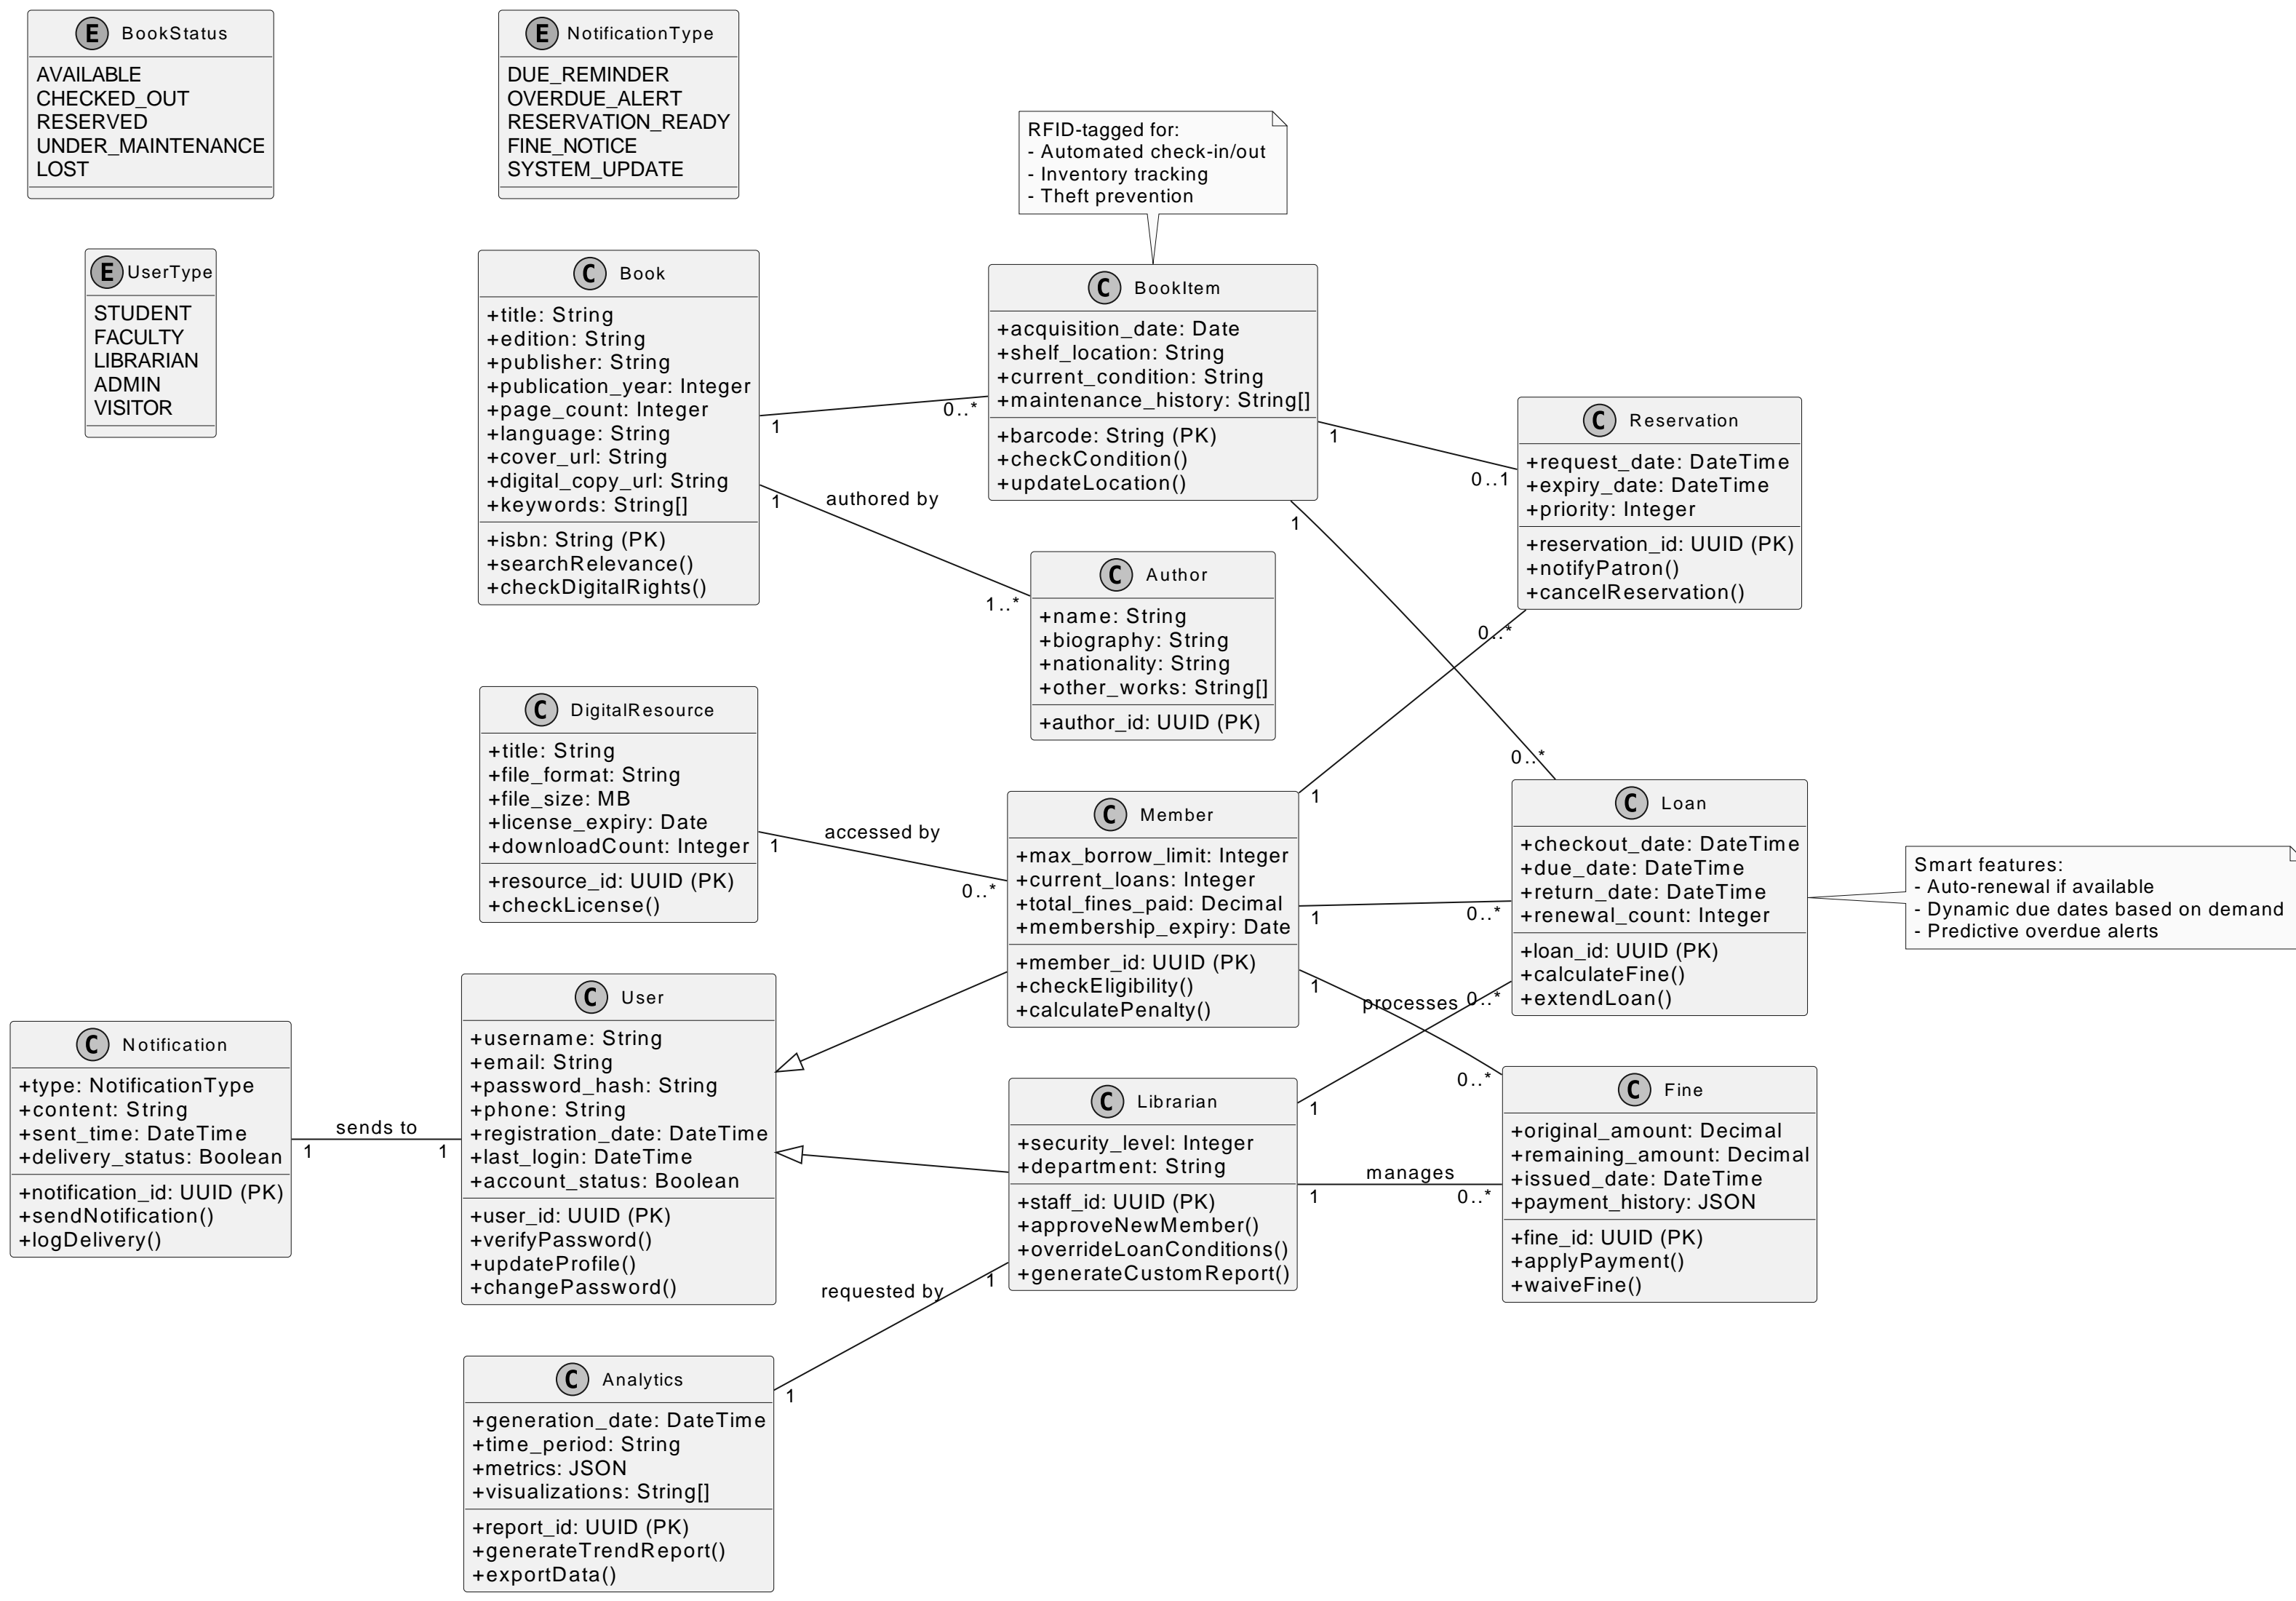 E BookStatus
AVAILABLE
CHECKED_OUT
RESERVED
UNDER_MAINTENANCE
LOST
E NotificationType
DUE_REMINDER
OVERDUE_ALERT
RESERVATION_READY
FINE_NOTICE
SYSTEM_UPDATE
RFID-tagged for:
- Automated check-in/out
- Inventory tracking
- Theft prevention
E UserType
STUDENT
FACULTY
LIBRARIAN
ADMIN
VISITOR
C Book
+title: String
+edition: String
+publisher: String
+publication_year: Integer
+page_count: Integer
+language: String
+cover_url: String
+digital_copy_url: String
+keywords: String[]
+isbn: String (PK)
+searchRelevance()
+checkDigitalRights()
1
0..*
1
authored by
1..*
C BookItem
+acquisition_date: Date
+shelf_location: String
+current_condition: String
+maintenance_history: String[]
+barcode: String (PK)
+checkCondition()
+updateLocation()
1
0..1
1
0..*
C Reservation
+request_date: DateTime
+expiry_date: DateTime
+priority: Integer
+reservation_id: UUID (PK)
+notifyPatron()
+cancelReservation()
0..*
1
C Author
+name: String
+biography: String
+nationality: String
+other_works: String[]
+author_id: UUID (PK)
C DigitalResource
+title: String
+file_format: String
+file_size: MB
+license_expiry: Date
+downloadCount: Integer
+resource_id: UUID (PK)
+checkLicense()
accessed by
1
0..*
C Member
+max_borrow_limit: Integer
+current_loans: Integer
+total_fines_paid: Decimal
+membership_expiry: Date
+member_id: UUID (PK)
+checkEligibility()
+calculatePenalty()
1
0..*
1
0..*
C Loan
+checkout_date: DateTime
+due_date: DateTime
+return_date: DateTime
+renewal_count: Integer
+loan_id: UUID (PK)
+calculateFine()
+extendLoan()
Smart features:
- Auto-renewal if available
- Dynamic due dates based on demand
- Predictive overdue alerts
processes
0..*
1
C Notification
+type: NotificationType
+content: String
+sent_time: DateTime
+delivery_status: Boolean
+notification_id: UUID (PK)
+sendNotification()
+logDelivery()
sends to
1
1
C User
+username: String
+email: String
+password_hash: String
+phone: String
+registration_date: DateTime
+last_login: DateTime
+account_status: Boolean
+user_id: UUID (PK)
+verifyPassword()
+updateProfile()
+changePassword()
C Librarian
+security_level: Integer
+department: String
+staff_id: UUID (PK)
+approveNewMember()
+overrideLoanConditions()
+generateCustomReport()
manages
1
0..*
C Fine
+original_amount: Decimal
+remaining_amount: Decimal
+issued_date: DateTime
+payment_history: JSON
+fine_id: UUID (PK)
+applyPayment()
+waiveFine()
requested by
1
1
C Analytics
+generation_date: DateTime
+time_period: String
+metrics: JSON
+visualizations: String[]
+report_id: UUID (PK)
+generateTrendReport()
+exportData()